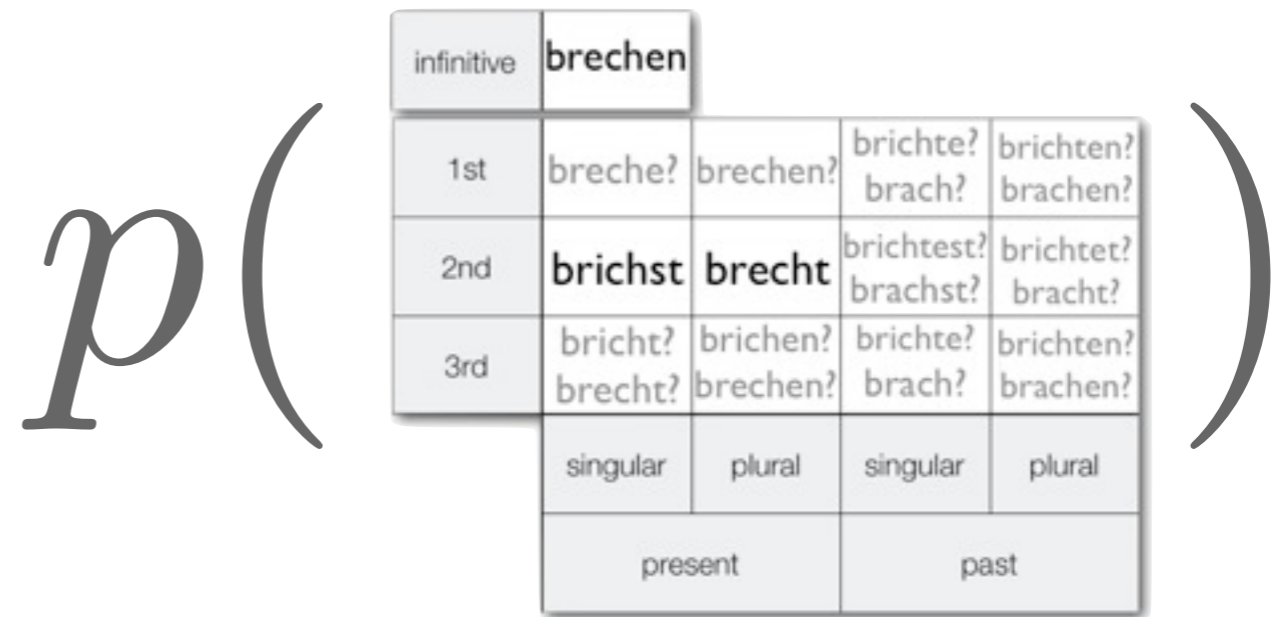 p(
infinitive brechen
1st breche? brechen? brichte? brach? brichten? brachen?
2nd brichst brecht brichtest? brachst? brichtet? bracht?
3rd bricht? brecht? brichen? brechen? brichte? brach? brichten? brachen?
singular plural singular plural
present past
)